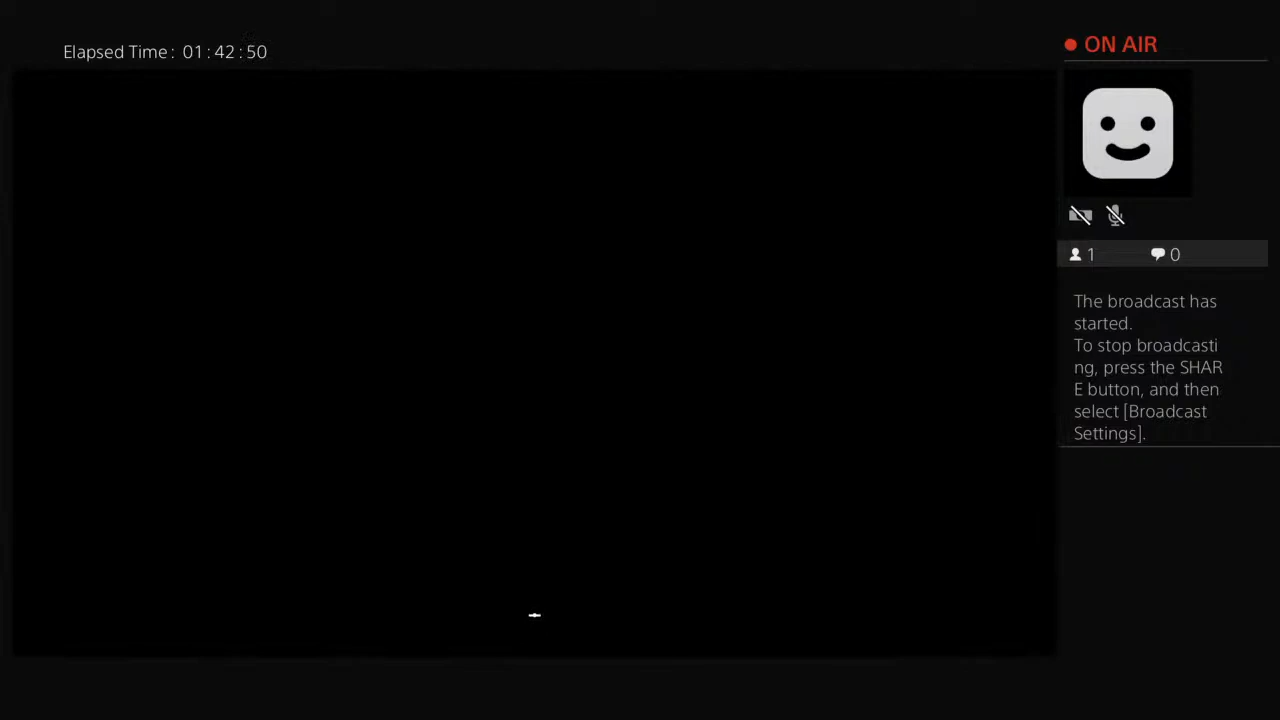 Elapsed Time: 01:42:50
ON AIR
1 0
The broadcast has
started.
To stop broadcasti
ng, press the SHAR
E button, and then
select [Broadcast
Settings].